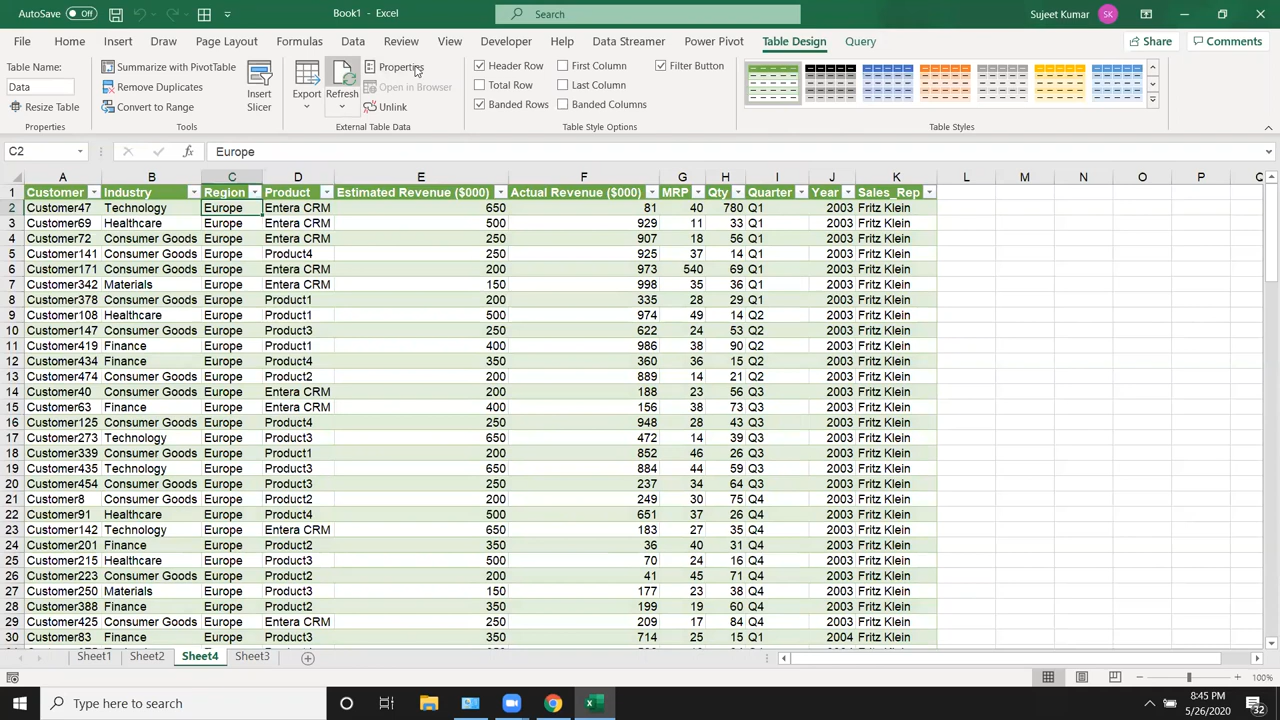 AutoSave Off Book1 - Excel Search Sujeet Kumar SK
File Home Insert Draw Page Layout Formulas Data Review View Developer Help Data Streamer Power Pivot Table Design Query Share Comments
Table Name: Summarize with PivotTable Properties Header Row First Column Filter Button
Data Remove Duplicates Insert Slicer Export Refresh Open in Browser Total Row Last Column
Resize Table Convert to Range Unlink Banded Rows Banded Columns
Properties Tools External Table Data Table Style Options Table Styles
C2 fx Europe
A B C D E F G H I J K L M N O P
1 Customer Industry Region Product Estimated Revenue ($000) Actual Revenue ($000) MRP Qty Quarter Year Sales_Rep
2 Customer47 Technology Europe Entera CRM 650 81 40 780 Q1 2003 Fritz Klein
3 Customer69 Healthcare Europe Entera CRM 500 929 11 33 Q1 2003 Fritz Klein
4 Customer72 Consumer Goods Europe Entera CRM 250 907 18 56 Q1 2003 Fritz Klein
5 Customer141 Consumer Goods Europe Product4 250 925 37 14 Q1 2003 Fritz Klein
6 Customer171 Consumer Goods Europe Entera CRM 200 973 540 69 Q1 2003 Fritz Klein
7 Customer342 Materials Europe Entera CRM 150 998 35 36 Q1 2003 Fritz Klein
8 Customer378 Consumer Goods Europe Product1 200 335 28 29 Q1 2003 Fritz Klein
9 Customer108 Healthcare Europe Product1 500 974 49 14 Q2 2003 Fritz Klein
10 Customer147 Consumer Goods Europe Product3 250 622 24 53 Q2 2003 Fritz Klein
11 Customer419 Finance Europe Product1 400 986 38 90 Q2 2003 Fritz Klein
12 Customer434 Finance Europe Product4 350 360 36 15 Q2 2003 Fritz Klein
13 Customer474 Consumer Goods Europe Product2 200 889 14 21 Q2 2003 Fritz Klein
14 Customer40 Consumer Goods Europe Entera CRM 200 188 23 56 Q3 2003 Fritz Klein
15 Customer63 Finance Europe Entera CRM 400 156 38 73 Q3 2003 Fritz Klein
16 Customer125 Consumer Goods Europe Product4 250 948 28 43 Q3 2003 Fritz Klein
17 Customer273 Technology Europe Product3 650 472 14 39 Q3 2003 Fritz Klein
18 Customer339 Consumer Goods Europe Product1 200 852 46 26 Q3 2003 Fritz Klein
19 Customer435 Technology Europe Product3 650 884 44 59 Q3 2003 Fritz Klein
20 Customer454 Consumer Goods Europe Product3 250 237 34 64 Q3 2003 Fritz Klein
21 Customer8 Consumer Goods Europe Product2 200 249 30 75 Q4 2003 Fritz Klein
22 Customer91 Healthcare Europe Product4 500 651 37 26 Q4 2003 Fritz Klein
23 Customer142 Technology Europe Entera CRM 650 183 27 35 Q4 2003 Fritz Klein
24 Customer201 Finance Europe Product2 350 36 40 31 Q4 2003 Fritz Klein
25 Customer215 Healthcare Europe Product3 500 70 24 16 Q4 2003 Fritz Klein
26 Customer223 Consumer Goods Europe Product2 200 41 45 71 Q4 2003 Fritz Klein
27 Customer250 Materials Europe Product3 150 177 23 38 Q4 2003 Fritz Klein
28 Customer388 Finance Europe Product2 350 199 19 60 Q4 2003 Fritz Klein
29 Customer425 Consumer Goods Europe Entera CRM 250 209 17 84 Q4 2003 Fritz Klein
30 Customer83 Finance Europe Product3 350 714 25 15 Q1 2004 Fritz Klein
Sheet1 Sheet2 Sheet4 Sheet3
100%
Type here to search 8:45 PM
5/26/2020 32